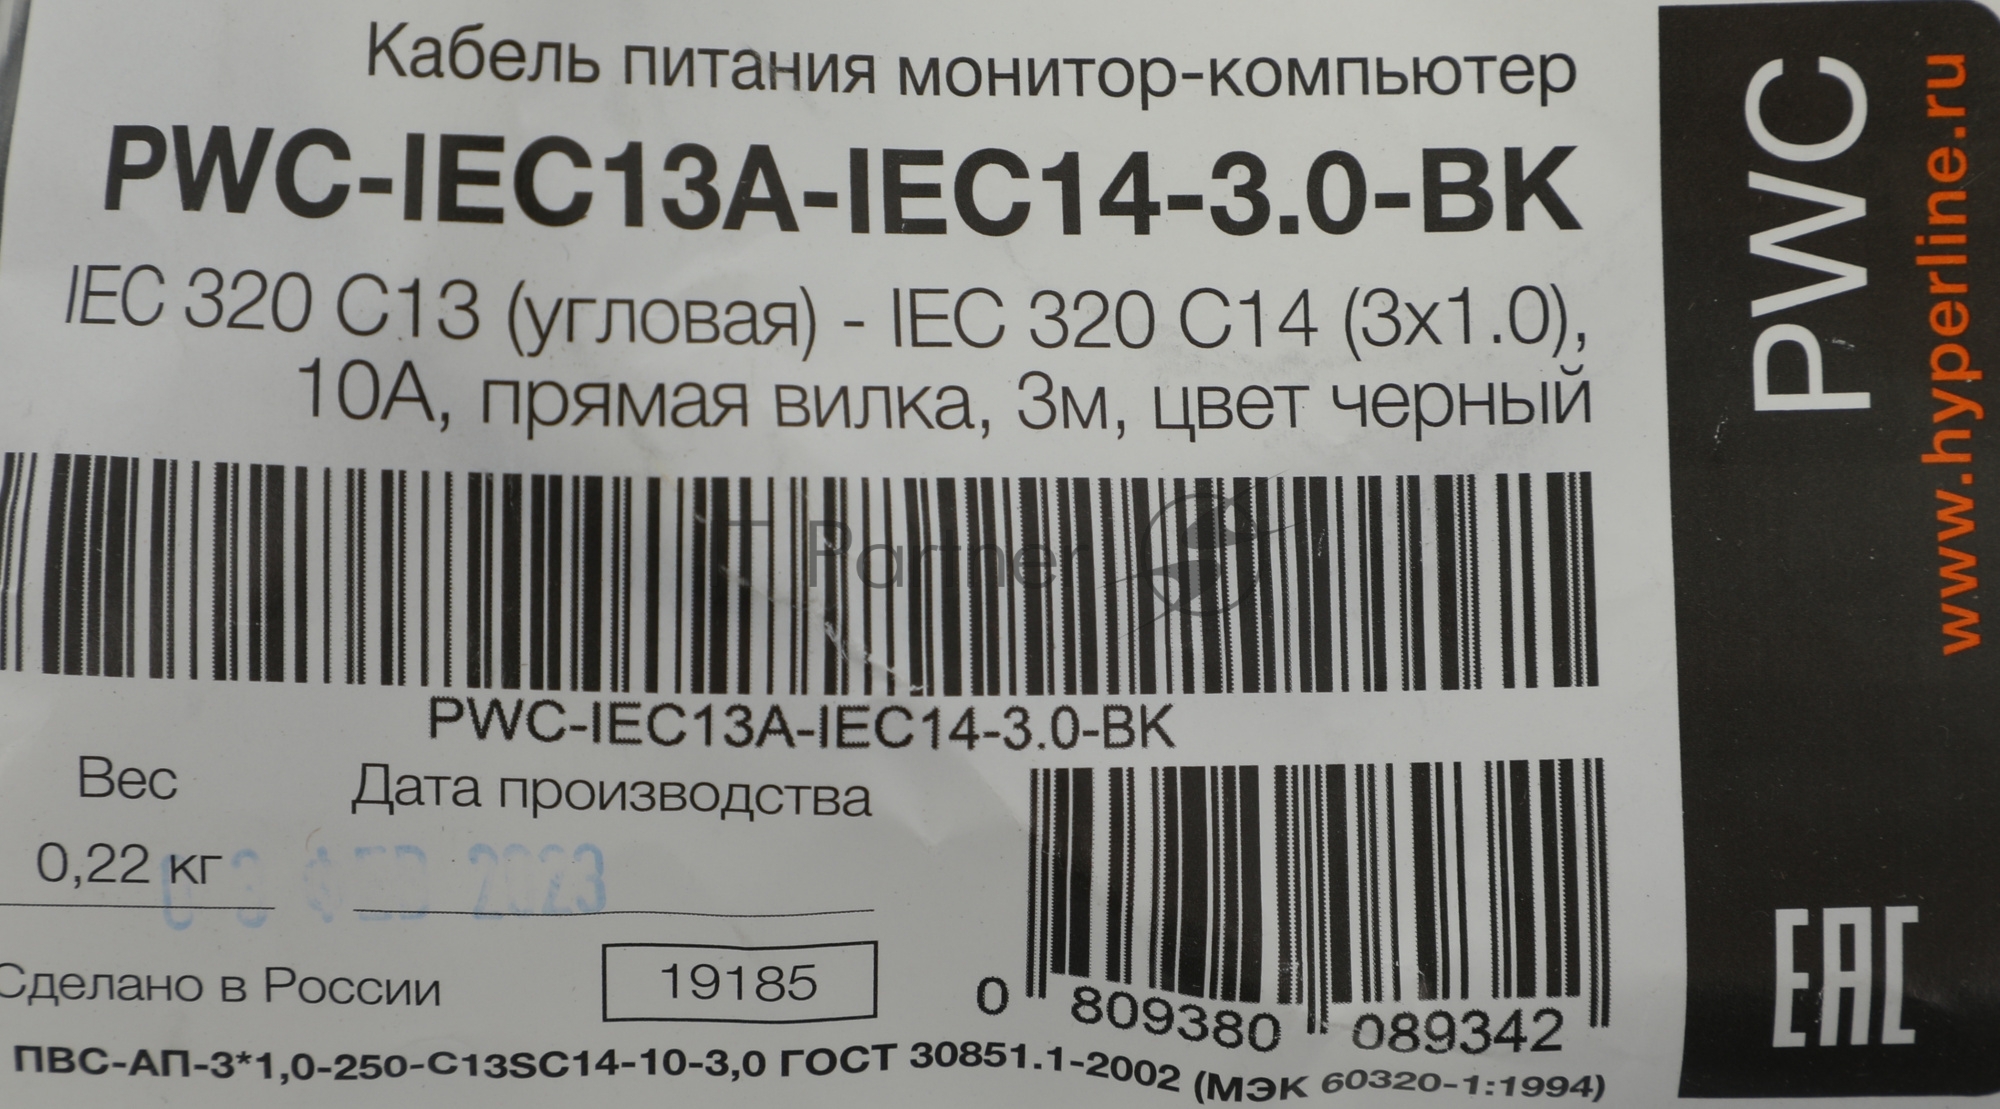 Кабель питания монитор-компьютер
PWC-IEC13A-IEC14-3.0-BK
IEC 320 C13 (угловая) - IEC 320 C14 (3x1.0),
10А, прямая вилка, 3м, цвет черный
Partner
PWC-IEC13A-IEC14-3.0-BK
Вес
Дата производства
0,22 кг
2023
Сделано в России
19185
0 809380 089342
ПВС-АП-3*1,0-250-С13SC14-10-3,0 ГОСТ 30851.1-2002 (МЭК 60320-1:1994)
PWC
www.hyperline.ru
EAC